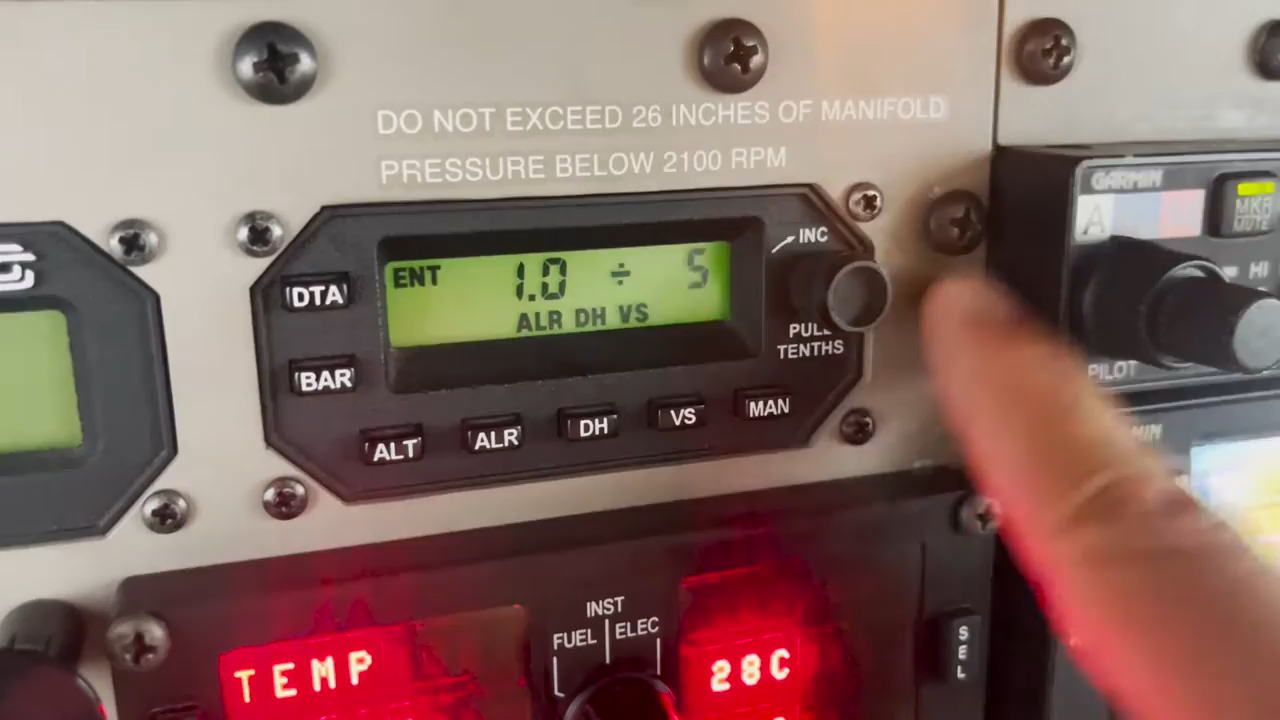 DO NOT EXCEED 26 INCHES OF MANIFOLD
PRESSURE BELOW 2100 RPM
GARMIN
A
MKR
MUTE
HI
PILOT
INC
DTA
ENT 1.0 ÷ 5
ALR DH VS
PULL
TENTHS
BAR
ALT
ALR
DH
VS
MAN
INST
FUEL
ELEC
SEL
TEMP
28C